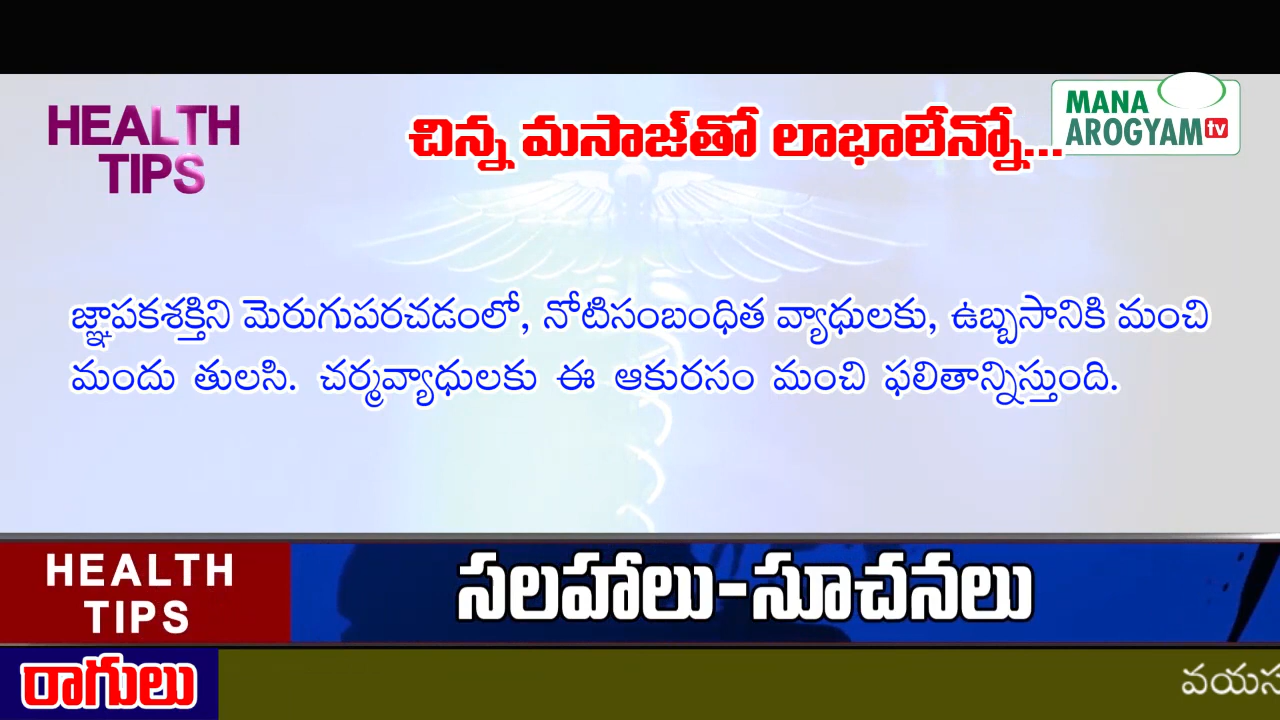 HEALTH
TIPS
చిన్న మసాజ్‌తో లాభాలేన్నో...
MANA
AROGYAM tv
జ్ఞాపకశక్తిని మెరుగుపరచడంలో, నోటిసంబంధిత వ్యాధులకు, ఉబ్బసానికి మంచి
మందు తులసి. చర్మవ్యాధులకు ఈ ఆకురసం మంచి ఫలితాన్నిస్తుంది.
HEALTH
TIPS
సలహాలు-సూచనలు
రాగులు